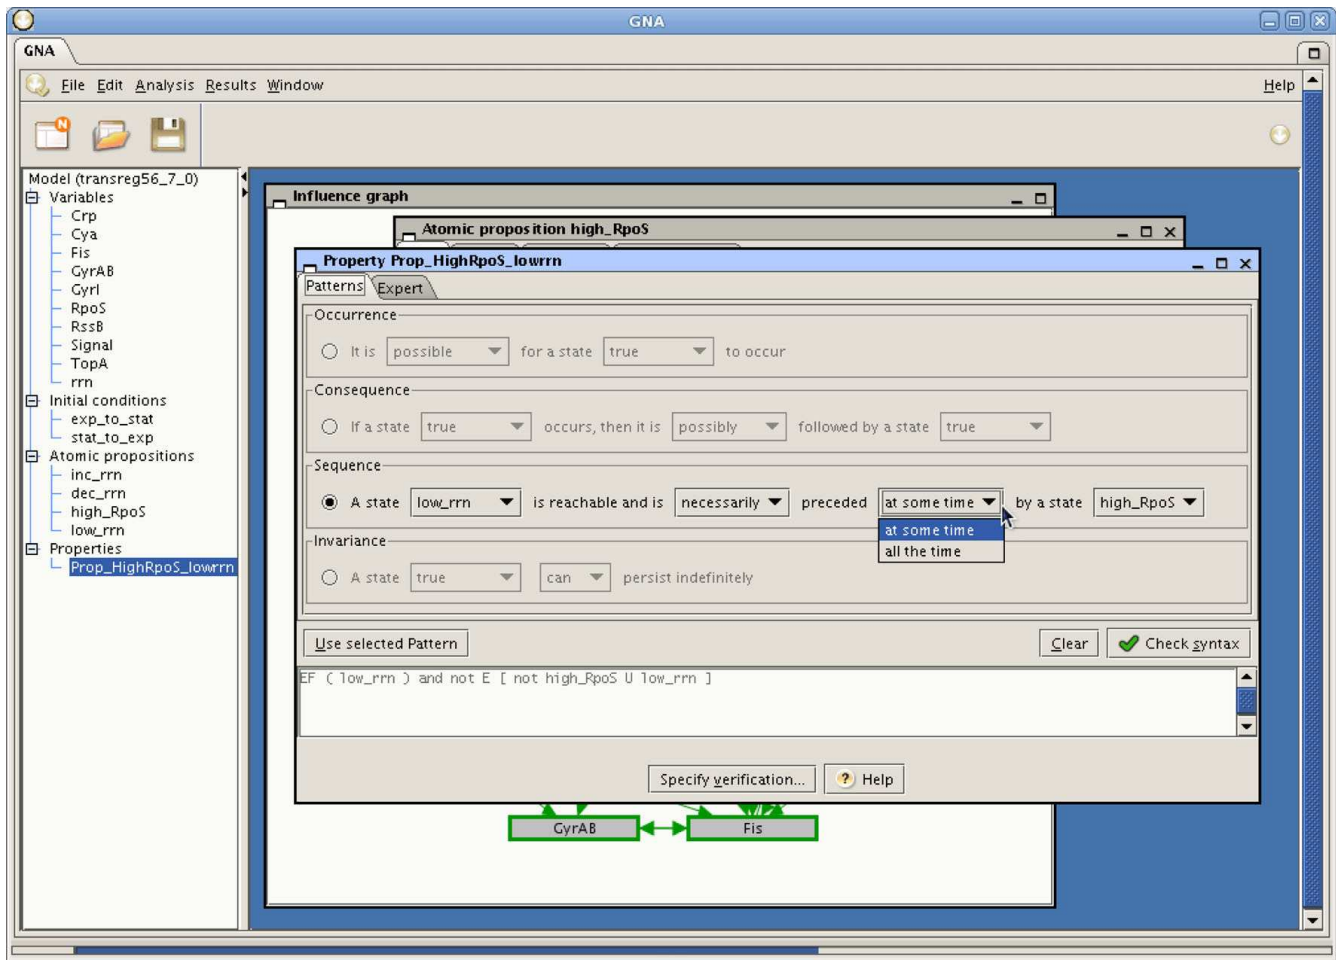 GNA
GNA
File Edit Analysis Results Window Help
N
Model (transreg56_7_0)
Variables
Crp
Cya
Fis
GyrAB
GyrI
RpoS
RssB
Signal
TopA
rrn
Initial conditions
exp_to_stat
stat_to_exp
Atomic propositions
inc_rrn
dec_rrn
high_RpoS
low_rrn
Properties
Prop_HighRpoS_lowrrn
Influence graph
Atomic proposition high_RpoS
Property Prop_HighRpoS_lowrrn
Patterns Expert
Occurrence
It is possible for a state true to occur
Consequence
If a state true occurs, then it is possibly followed by a state true
Sequence
A state low_rrn is reachable and is necessarily preceded at some time by a state high_RpoS
at some time
all the time
Invariance
A state true can persist indefinitely
Use selected Pattern Clear Check syntax
EF ( low_rrn ) and not E [ not high_RpoS U low_rrn ]
Specify verification... ? Help
GyrAB Fis